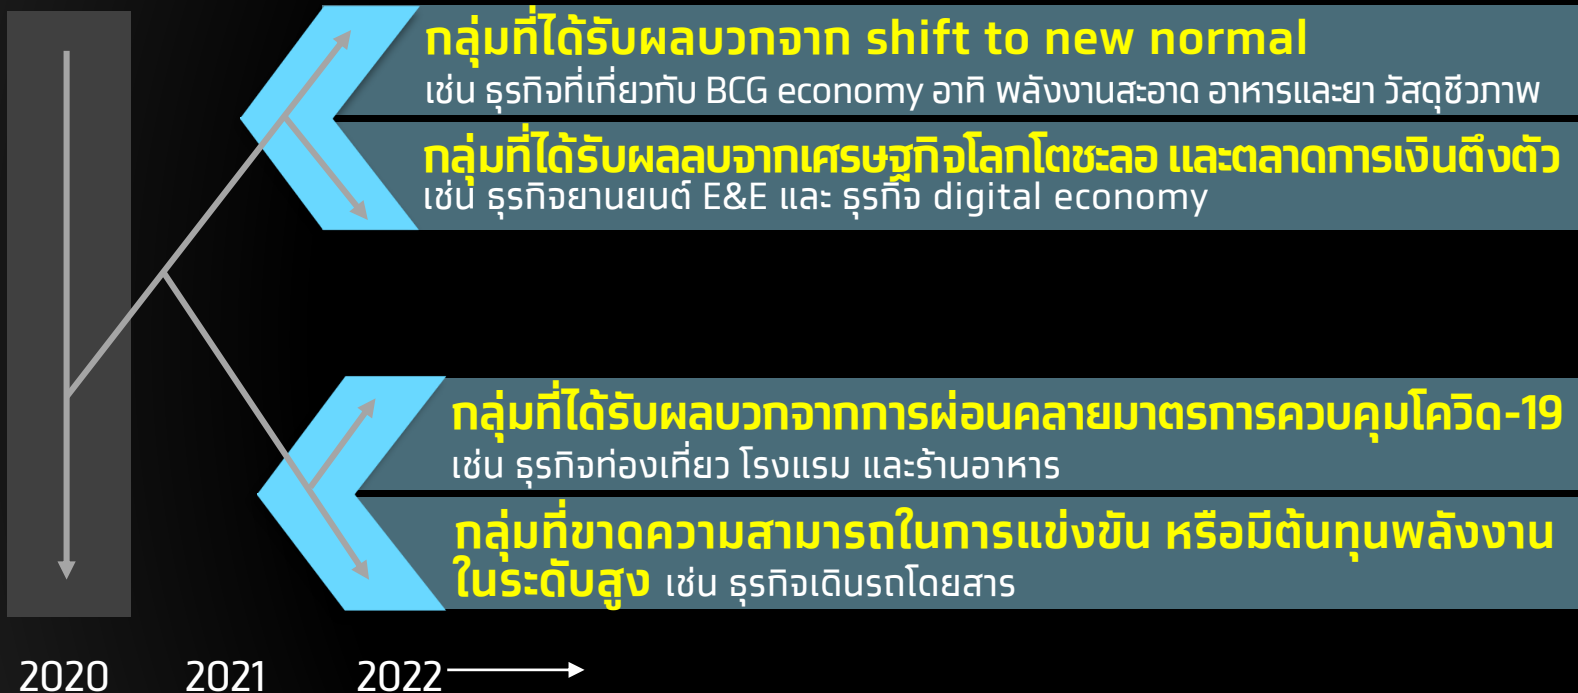 กลุ่มที่ได้รับผลบวกจาก shift to new normal
เช่น ธุรกิจที่เกี่ยวกับ BCG economy อาทิ พลังงานสะอาด อาหารและยา วัสดุชีวภาพ
กลุ่มที่ได้รับผลลบจากเศรษฐกิจโลกโตชะลอ และตลาดการเงินตึงตัว
เช่น ธุรกิจยานยนต์ E&E และ ธุรกิจ digital economy
กลุ่มที่ได้รับผลบวกจากการผ่อนคลายมาตรการควบคุมโควิด-19
เช่น ธุรกิจท่องเที่ยว โรงแรม และร้านอาหาร
กลุ่มที่ขาดความสามารถในการแข่งขัน หรือมีต้นทุนพลังงาน
ในระดับสูง เช่น ธุรกิจเดินรถโดยสาร
2020 2021 2022